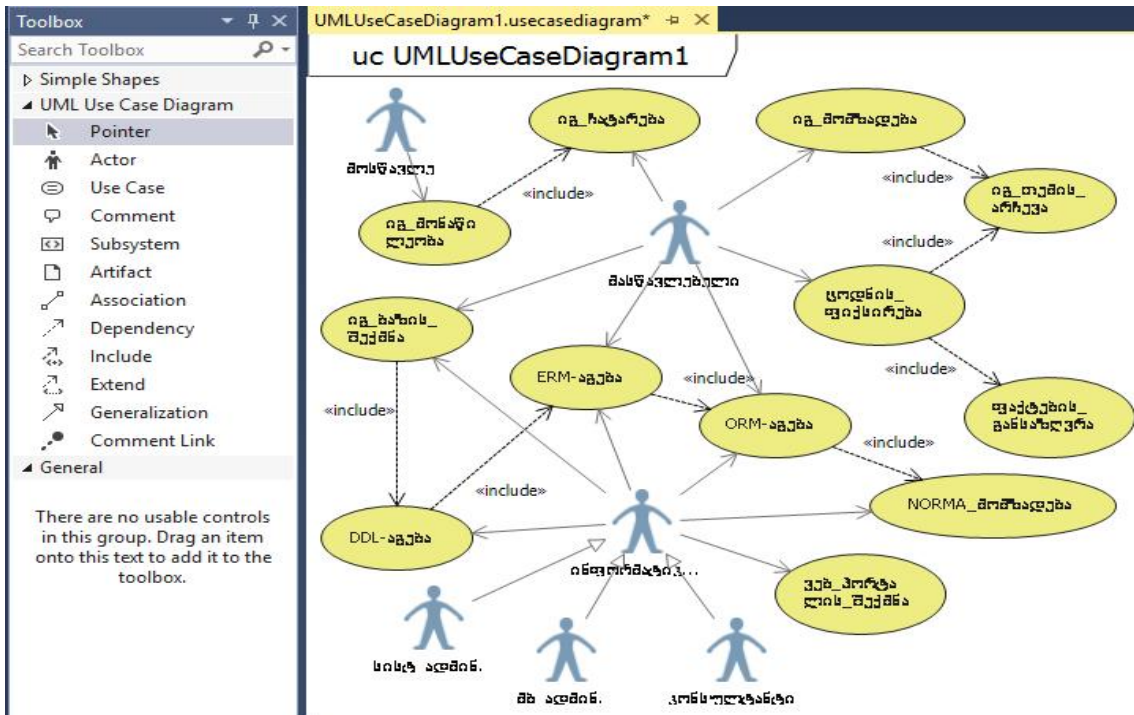 Toolbox
Search Toolbox
Simple Shapes
UML Use Case Diagram
Pointer
Actor
Use Case
Comment
Subsystem
Artifact
Association
Dependency
Include
Extend
Generalization
Comment Link
General
There are no usable controls
in this group. Drag an item
onto this text to add it to the
toolbox.
UMLUseCaseDiagram1.usecasediagram*
uc UMLUseCaseDiagram1
მოსწავლე
იგ_ჩატარება
იგ_მომზადება
«include»
«include»
იგ_მონაწი
ლეობა
იგ_თემის_
არჩევა
მასწავლებელი
«include»
ცოდნის_
ფიქსირება
იგ_ბაზის_
შექმნა
ERM-აგება
«include»
«include»
«include»
ORM-აგება
ფაქტების_
განსაზღვრა
«include»
«include»
DDL-აგება
NORMA_მომზადება
ინფორმატიკ...
ვებ_პორტა
ლის_შექმნა
სისტ ადმინ.
მბ ადმინ.
კონსულტანტი